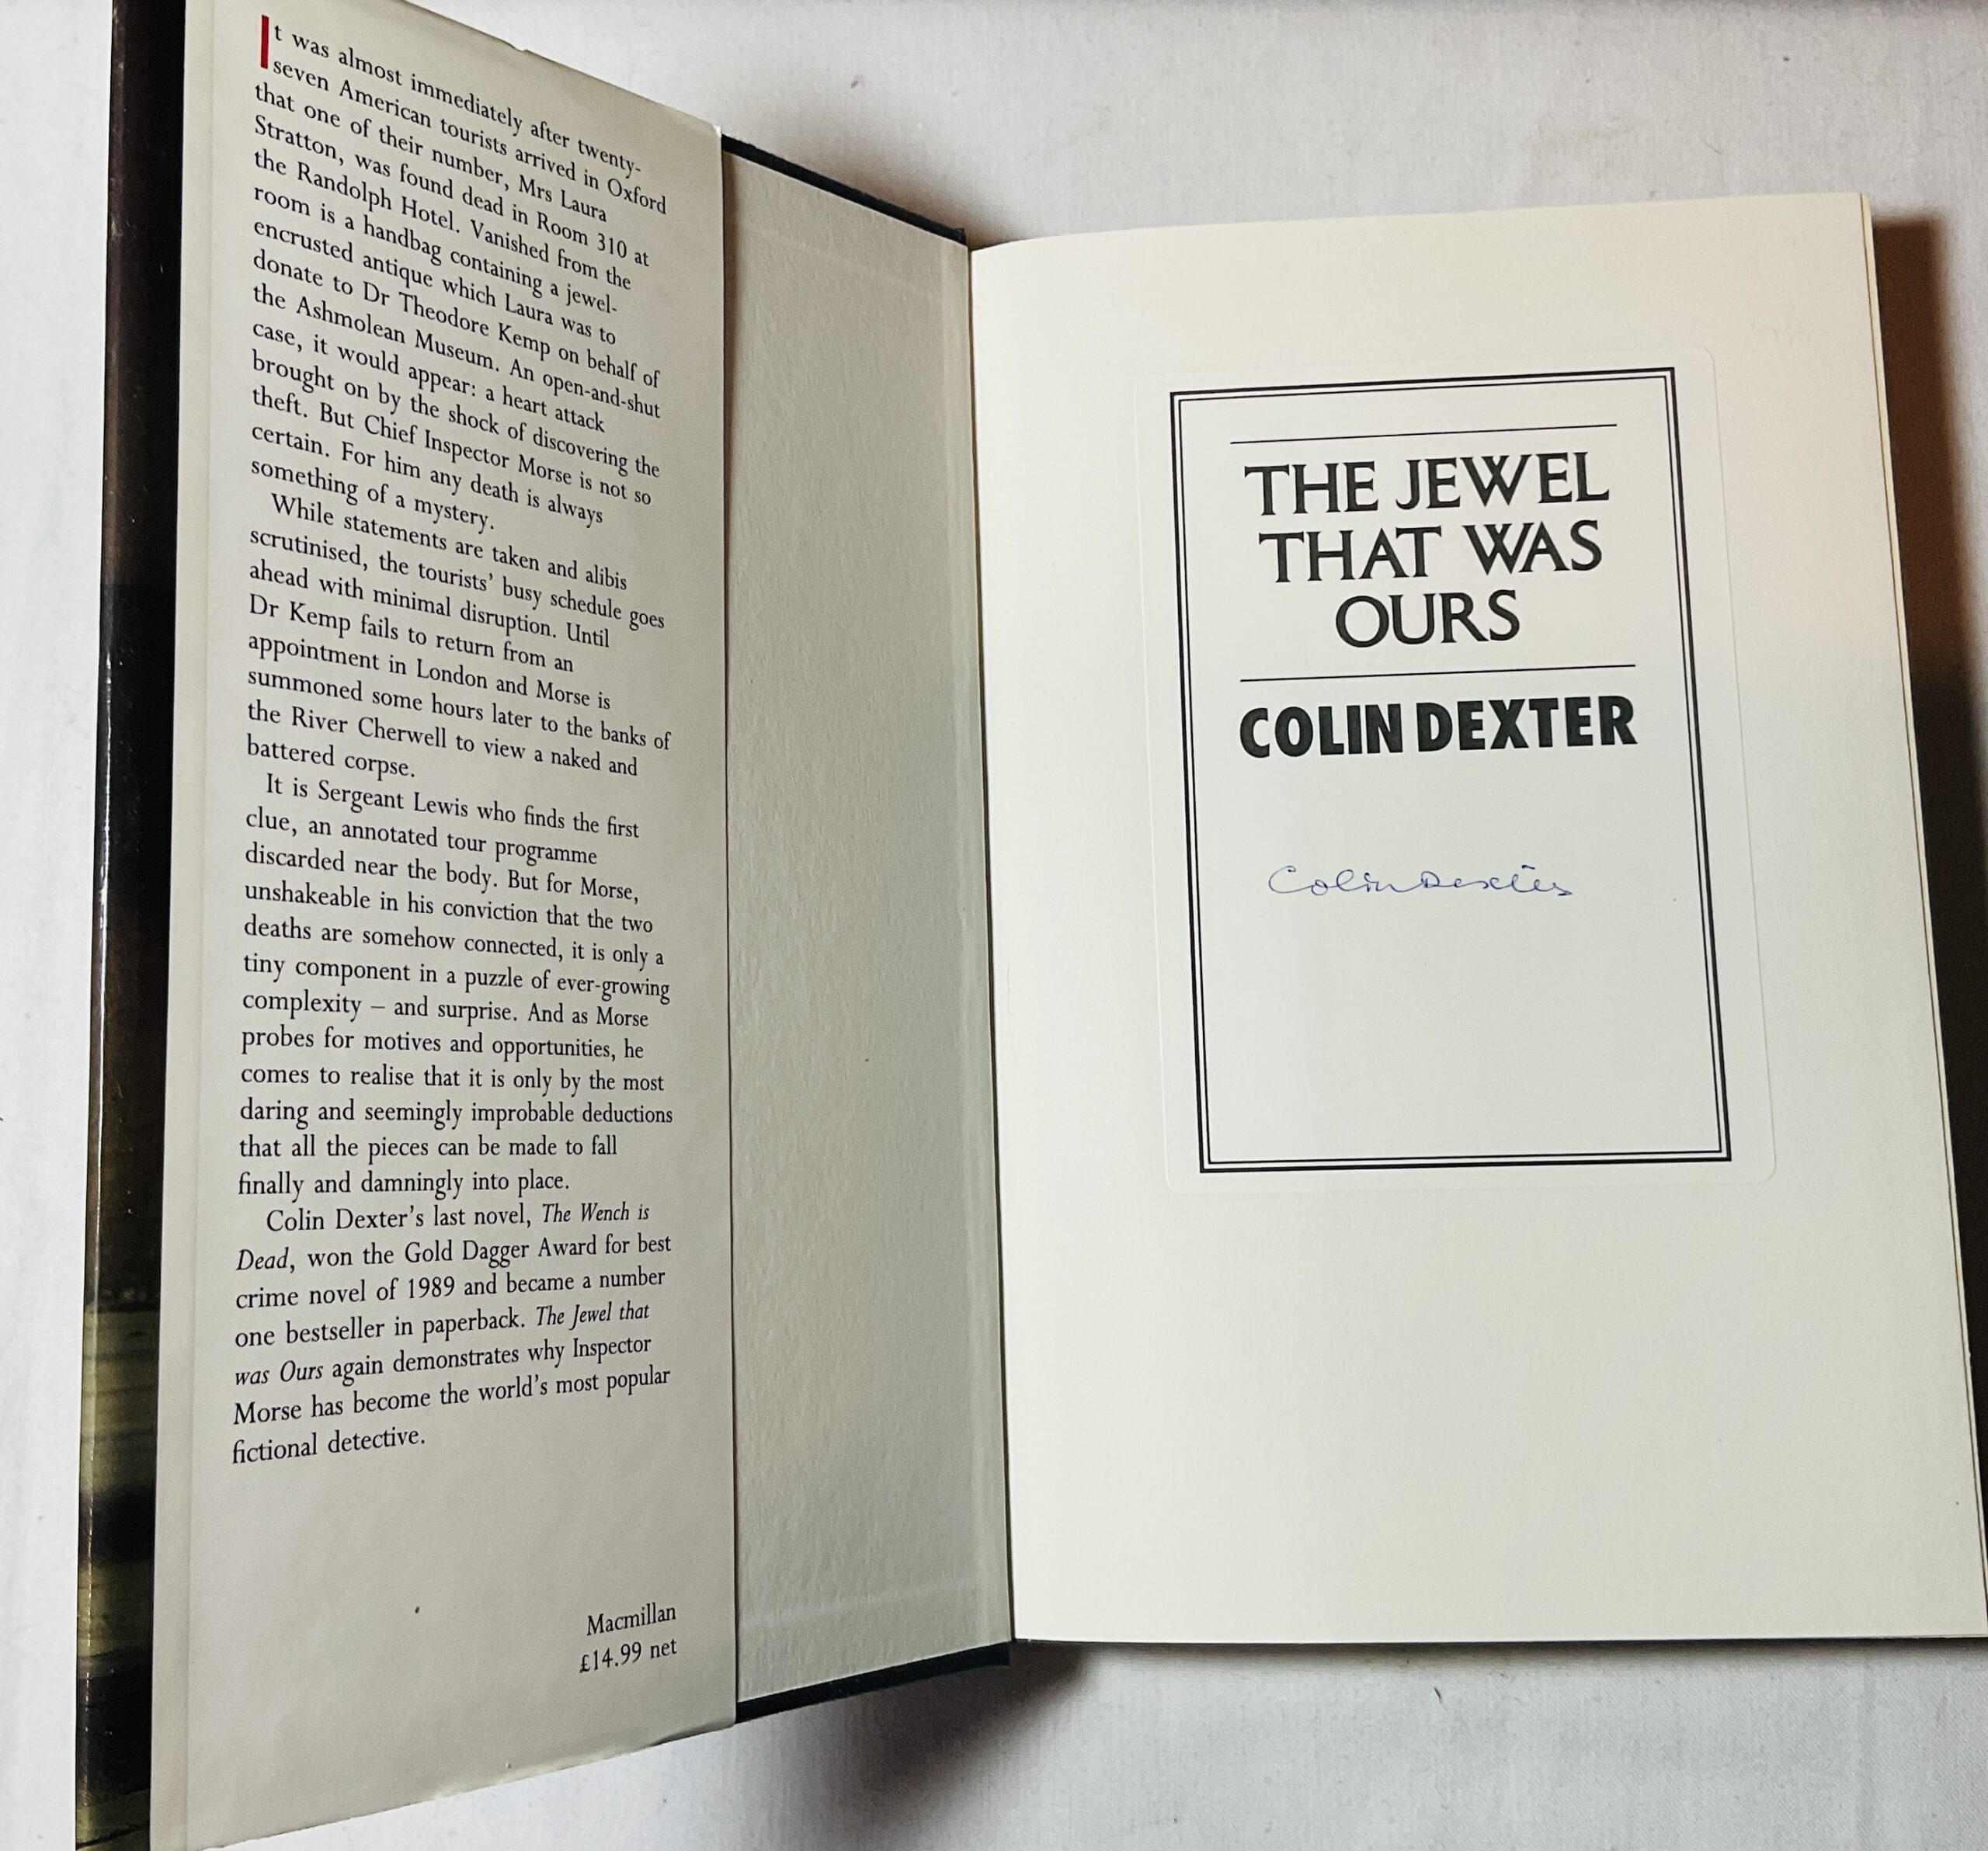 It was almost immediately after twenty-
seven American tourists arrived in Oxford
that one of their number, Mrs Laura
Stratton, was found dead in Room 310 at
the Randolph Hotel. Vanished from the
room is a handbag containing a jewel-
encrusted antique which Laura was to
donate to Dr Theodore Kemp on behalf of
the Ashmolean Museum. An open-and-shut
case, it would appear: a heart attack
brought on by the shock of discovering the
theft. But Chief Inspector Morse is not so
certain. For him any death is always
something of a mystery.
While statements are taken and alibis
scrutinised, the tourists' busy schedule goes
ahead with minimal disruption. Until
Dr Kemp fails to return from an
appointment in London and Morse is
summoned some hours later to the banks of
the River Cherwell to view a naked and
battered corpse.
It is Sergeant Lewis who finds the first
clue, an annotated tour programme
discarded near the body. But for Morse,
unshakeable in his conviction that the two
deaths are somehow connected, it is only a
tiny component in a puzzle of ever-growing
complexity – and surprise. And as Morse
probes for motives and opportunities, he
comes to realise that it is only by the most
daring and seemingly improbable deductions
that all the pieces can be made to fall
finally and damningly into place.
Colin Dexter's last novel, The Wench is
Dead, won the Gold Dagger Award for best
crime novel of 1989 and became a number
one bestseller in paperback. The Jewel that
was Ours again demonstrates why Inspector
Morse has become the world's most popular
fictional detective.
Macmillan
£14.99 net
THE JEWEL
THAT WAS
OURS
COLIN DEXTER
Colin Dexter